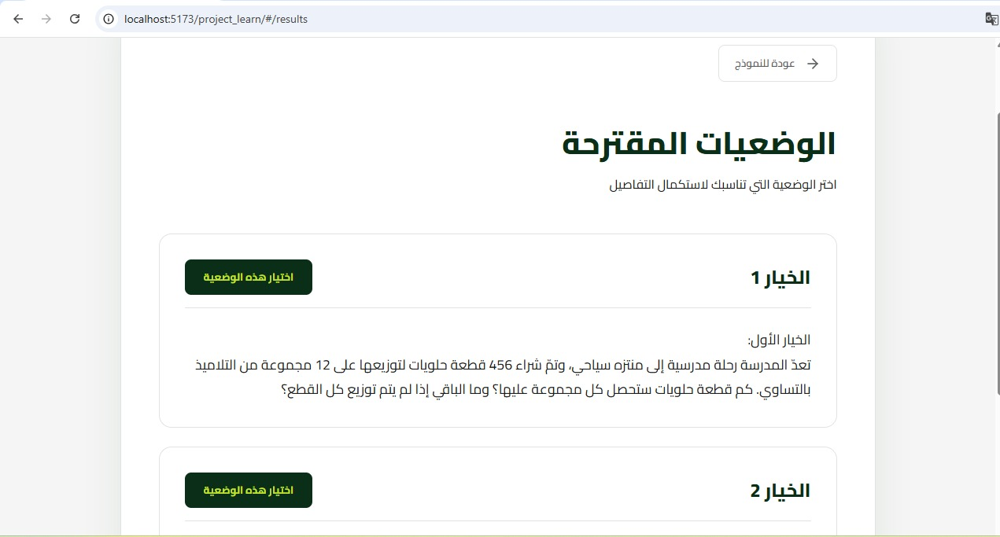 localhost:5173/project_learn/#/results
عودة للنموذج
الوضعيات المقترحة
اختر الوضعية التي تناسبك لاستكمال التفاصيل
الخيار 1
اختيار هذه الوضعية
الخيار الأول:
تعدّ المدرسة رحلة مدرسية إلى منتزه سياحي، وتمّ شراء 456 قطعة حلويات لتوزيعها على 12 مجموعة من التلاميذ
بالتساوي. كم قطعة حلويات ستحصل كل مجموعة عليها؟ وما الباقي إذا لم يتم توزيع كل القطع؟
الخيار 2
اختيار هذه الوضعية